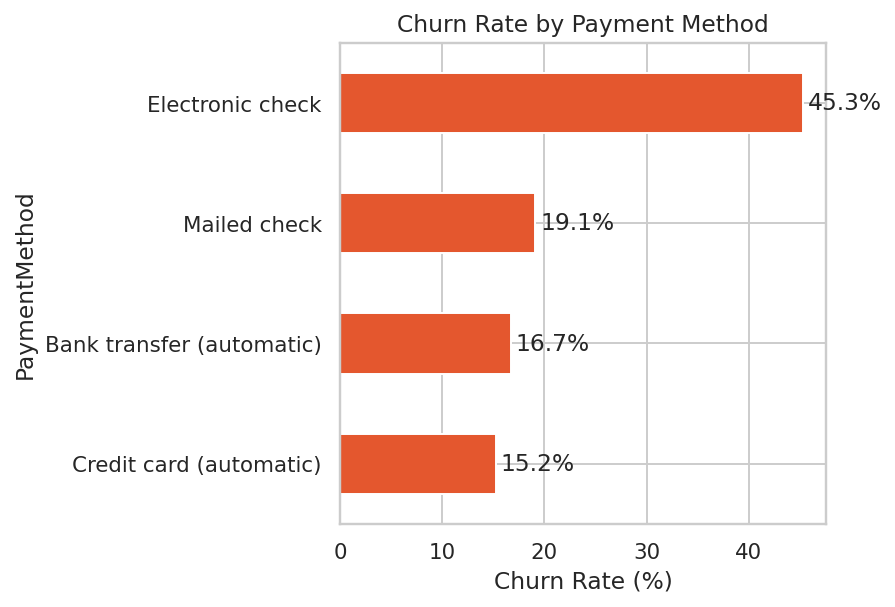 Churn Rate by Payment Method
PaymentMethod
Electronic check
45.3%
Mailed check
19.1%
Bank transfer (automatic)
16.7%
Credit card (automatic)
15.2%
0 10 20 30 40
Churn Rate (%)